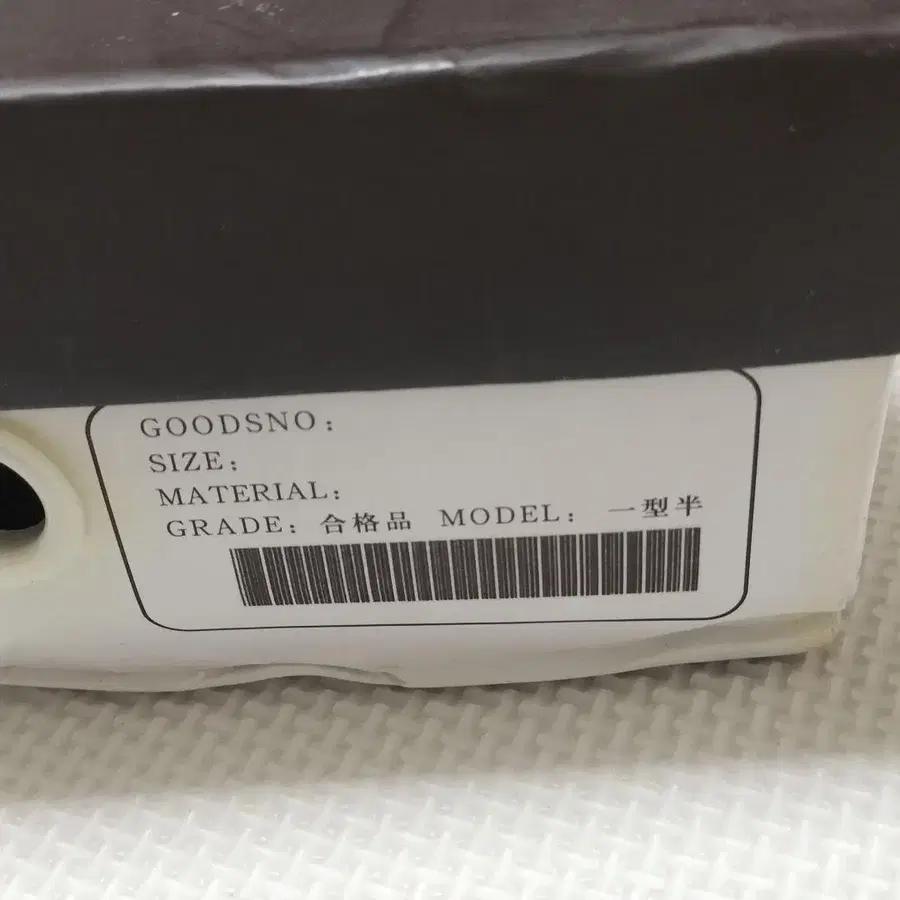 GOODSNO：
SIZE：
MATERIAL：
GRADE：合格品 MODEL：一型半